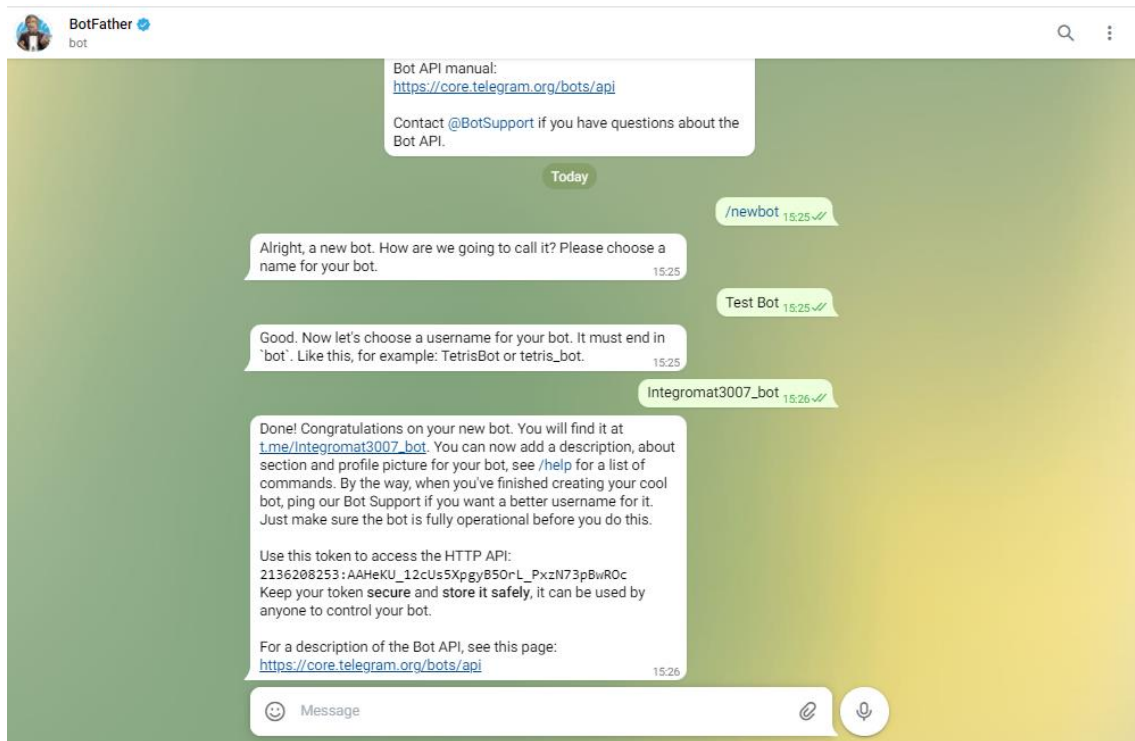 BotFather
bot
Bot API manual:
https://core.telegram.org/bots/api
Contact @BotSupport if you have questions about the
Bot API.
Today
/newbot 15:25
Alright, a new bot. How are we going to call it? Please choose a
name for your bot.
15:25
Test Bot 15:25
Good. Now let's choose a username for your bot. It must end in
`bot`. Like this, for example: TetrisBot or tetris_bot.
15:25
Integromat3007_bot 15:26
Done! Congratulations on your new bot. You will find it at
t.me/Integromat3007_bot. You can now add a description, about
section and profile picture for your bot, see /help for a list of
commands. By the way, when you've finished creating your cool
bot, ping our Bot Support if you want a better username for it.
Just make sure the bot is fully operational before you do this.
Use this token to access the HTTP API:
2136208253:AAHeKU_12cUs5XpgyB5OrL_PxzN73pBwROc
Keep your token secure and store it safely, it can be used by
anyone to control your bot.
For a description of the Bot API, see this page:
https://core.telegram.org/bots/api
15:26
Message